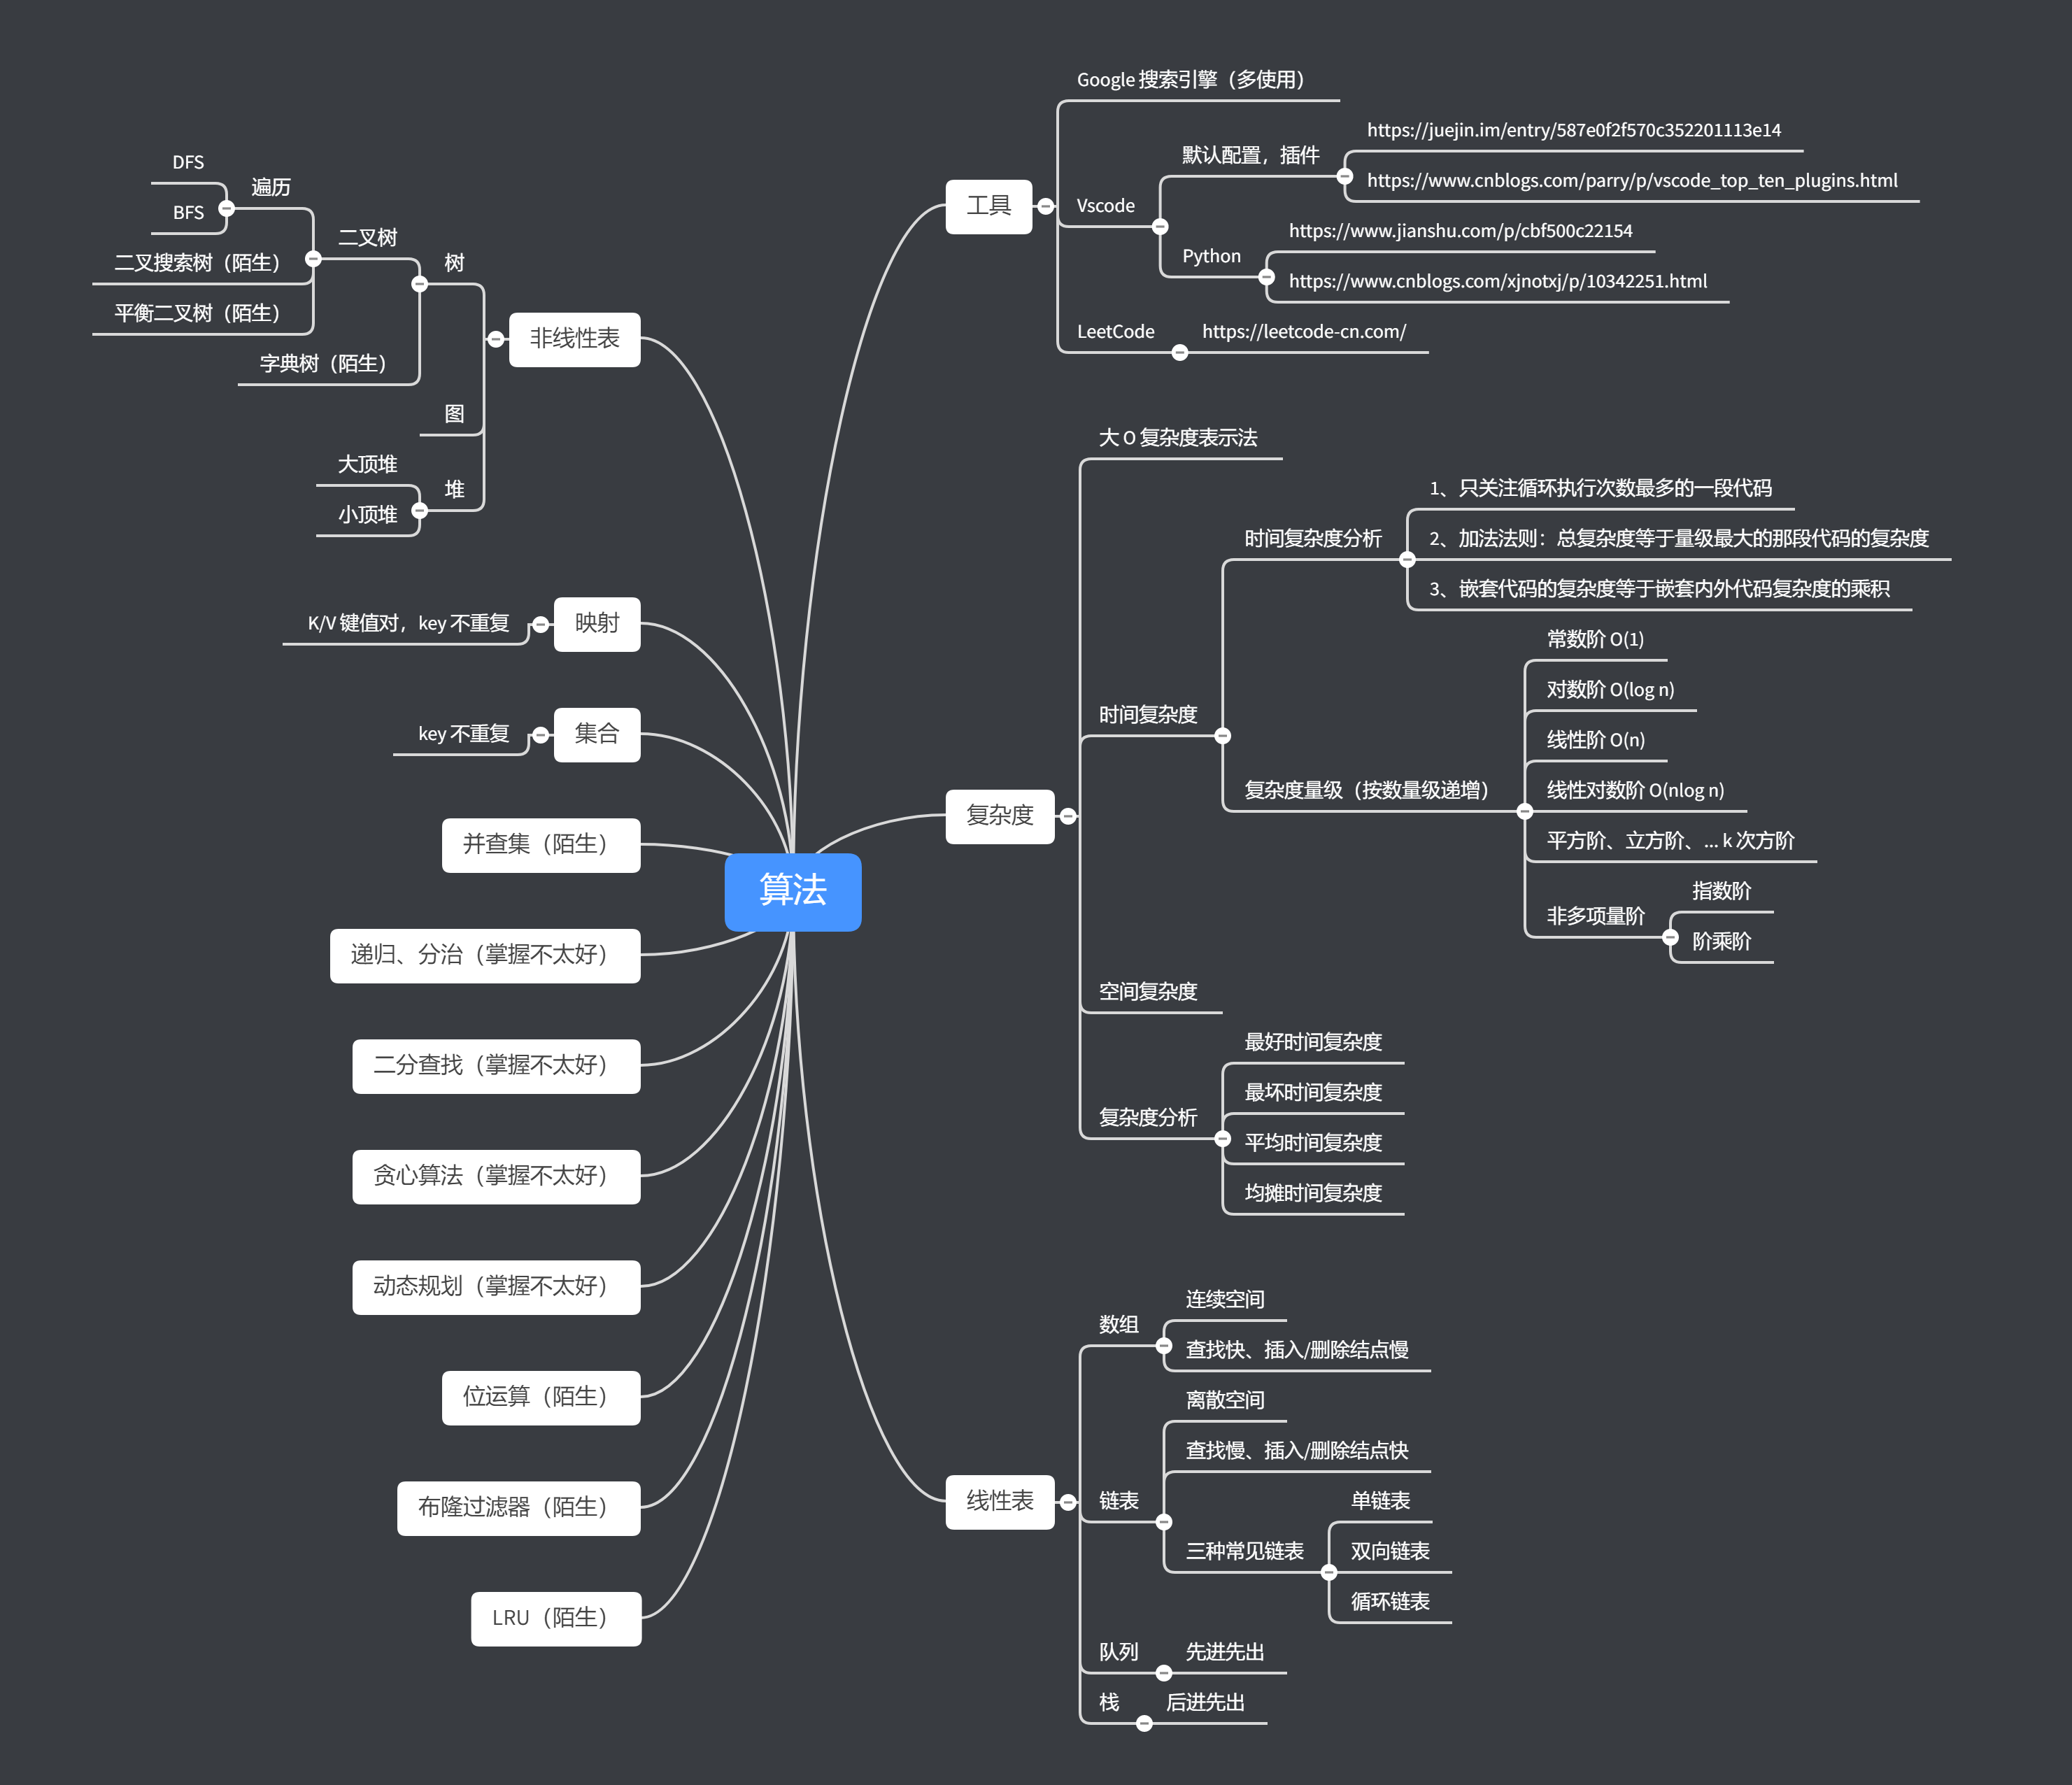 算法
工具
Google 搜索引擎（多使用）
Vscode
默认配置，插件
https://juejin.im/entry/587e0f2f570c352201113e14
https://www.cnblogs.com/parry/p/vscode_top_ten_plugins.html
Python
https://www.jianshu.com/p/cbf500c22154
https://www.cnblogs.com/xjnotxj/p/10342251.html
LeetCode
https://leetcode-cn.com/
复杂度
大 O 复杂度表示法
时间复杂度
时间复杂度分析
1、只关注循环执行次数最多的一段代码
2、加法法则：总复杂度等于量级最大的那段代码的复杂度
3、嵌套代码的复杂度等于嵌套内外代码复杂度的乘积
复杂度量级（按数量级递增）
常数阶 O(1)
对数阶 O(log n)
线性阶 O(n)
线性对数阶 O(nlog n)
平方阶、立方阶、... k 次方阶
非多项量阶
指数阶
阶乘阶
空间复杂度
复杂度分析
最好时间复杂度
最坏时间复杂度
平均时间复杂度
均摊时间复杂度
线性表
数组
连续空间
查找快、插入/删除结点慢
链表
离散空间
查找慢、插入/删除结点快
三种常见链表
单链表
双向链表
循环链表
队列
先进先出
栈
后进先出
非线性表
树
二叉树
遍历
DFS
BFS
二叉搜索树（陌生）
平衡二叉树（陌生）
字典树（陌生）
图
堆
大顶堆
小顶堆
映射
K/V 键值对，key 不重复
集合
key 不重复
并查集（陌生）
递归、分治（掌握不太好）
二分查找（掌握不太好）
贪心算法（掌握不太好）
动态规划（掌握不太好）
位运算（陌生）
布隆过滤器（陌生）
LRU（陌生）